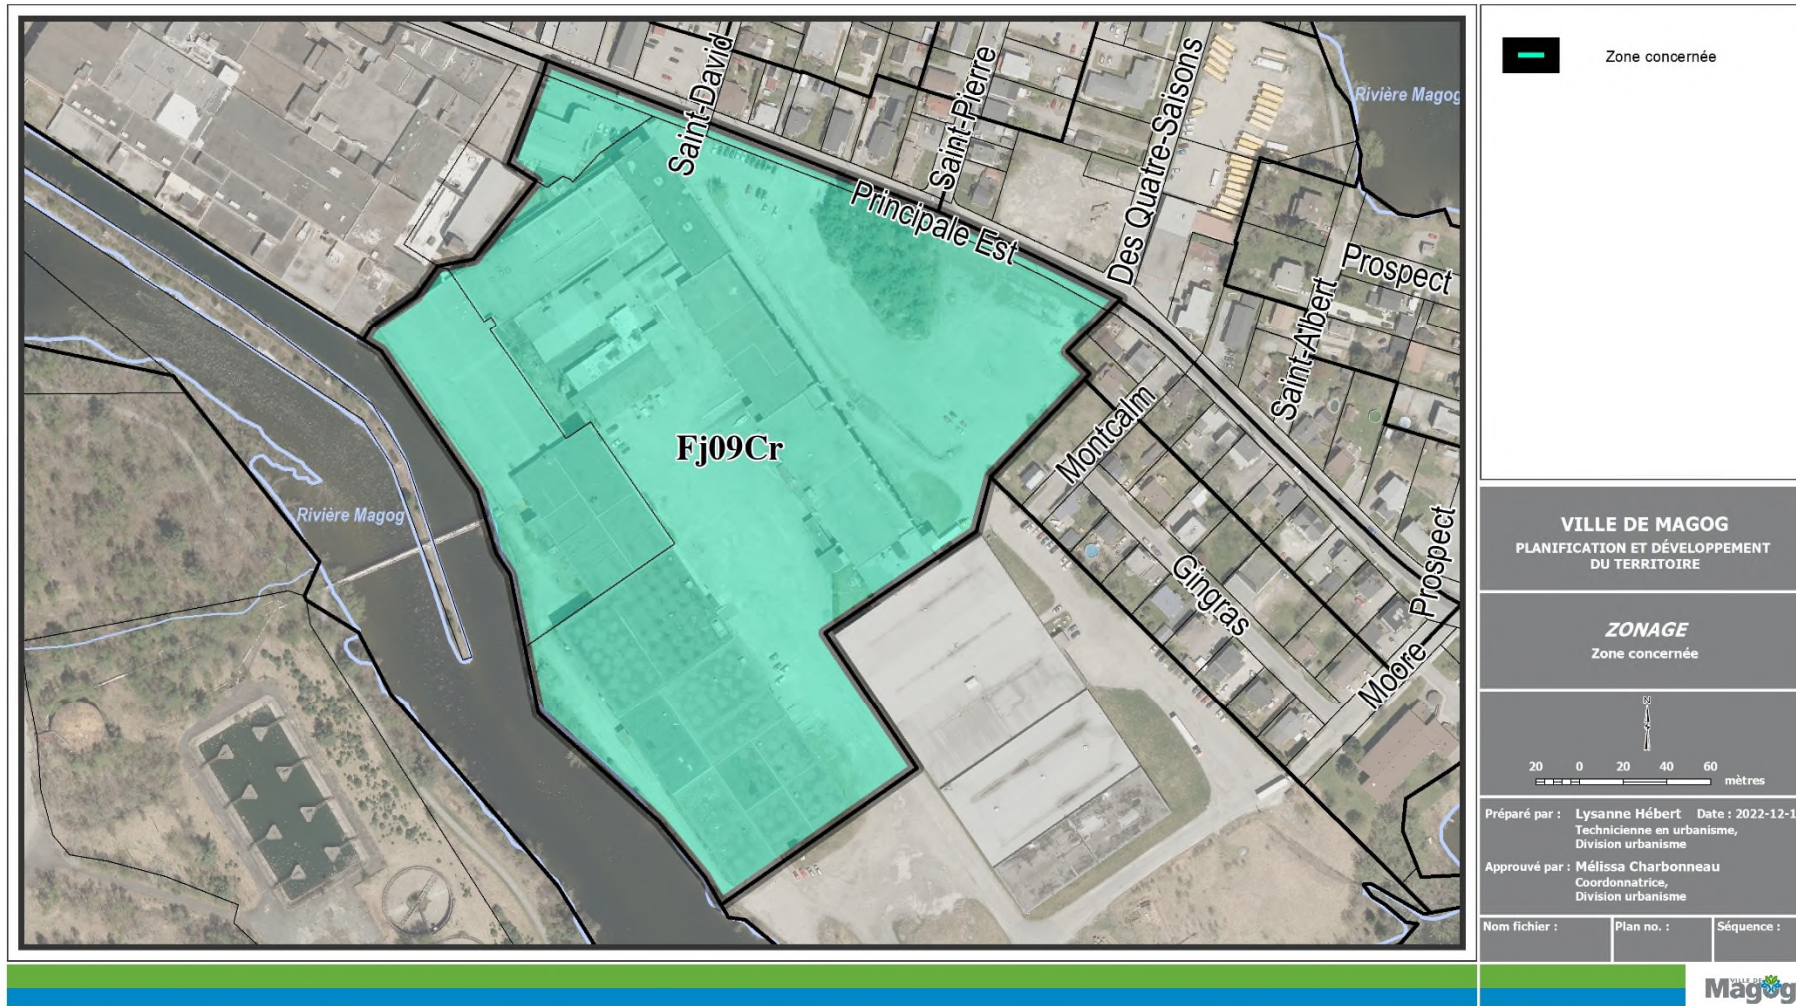 Saint-David
Saint-Pierre
Des Quatre-Saisons
Rivière Magog
Principale Est
Prospect
Saint-Albert
Fj09Cr
Montcalm
Rivière Magog
Gingras
Prospect
Moore
Zone concernée
VILLE DE MAGOG
PLANIFICATION ET DÉVELOPPEMENT
DU TERRITOIRE
ZONAGE
Zone concernée
N
20 0 20 40 60
mètres
Préparé par : Lysanne Hébert Date : 2022-12-1
Technicienne en urbanisme,
Division urbanisme
Approuvé par : Mélissa Charbonneau
Coordonnatrice,
Division urbanisme
Nom fichier : Plan no. : Séquence :
VILLE DE
Magog